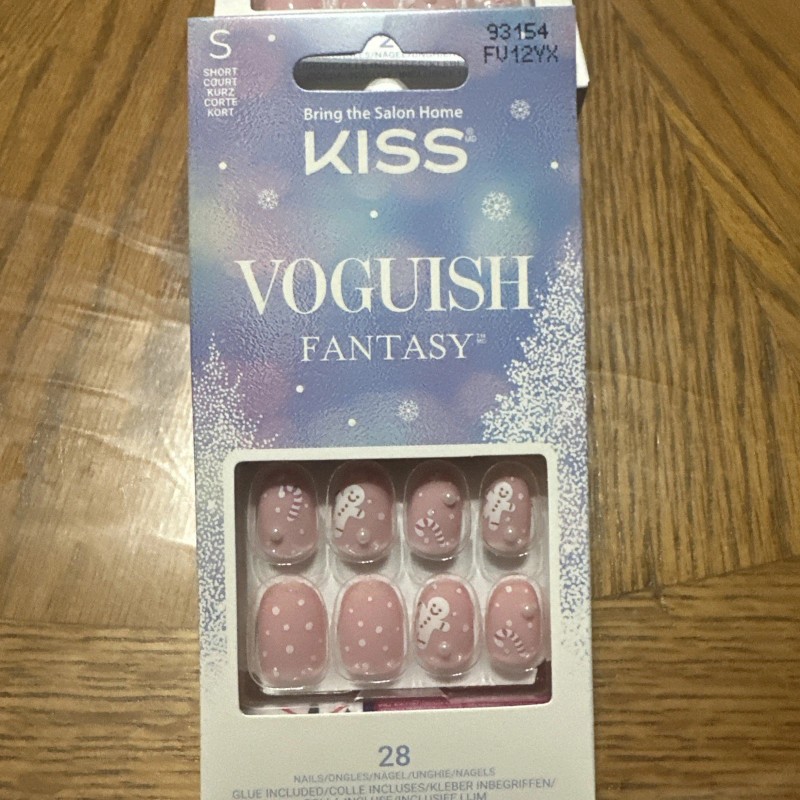 S
SHORT
COURT
KURZ
CORTE
KORT
93154
FV12YX
Bring the Salon Home
KISS
MD
VOGUISH
FANTASY
28
NAILS/ONGLES/NÄGEL/UNGHIE/NAGELS
GLUE INCLUDED/COLLE INCLUSES/KLEBER INBEGRIFFEN/